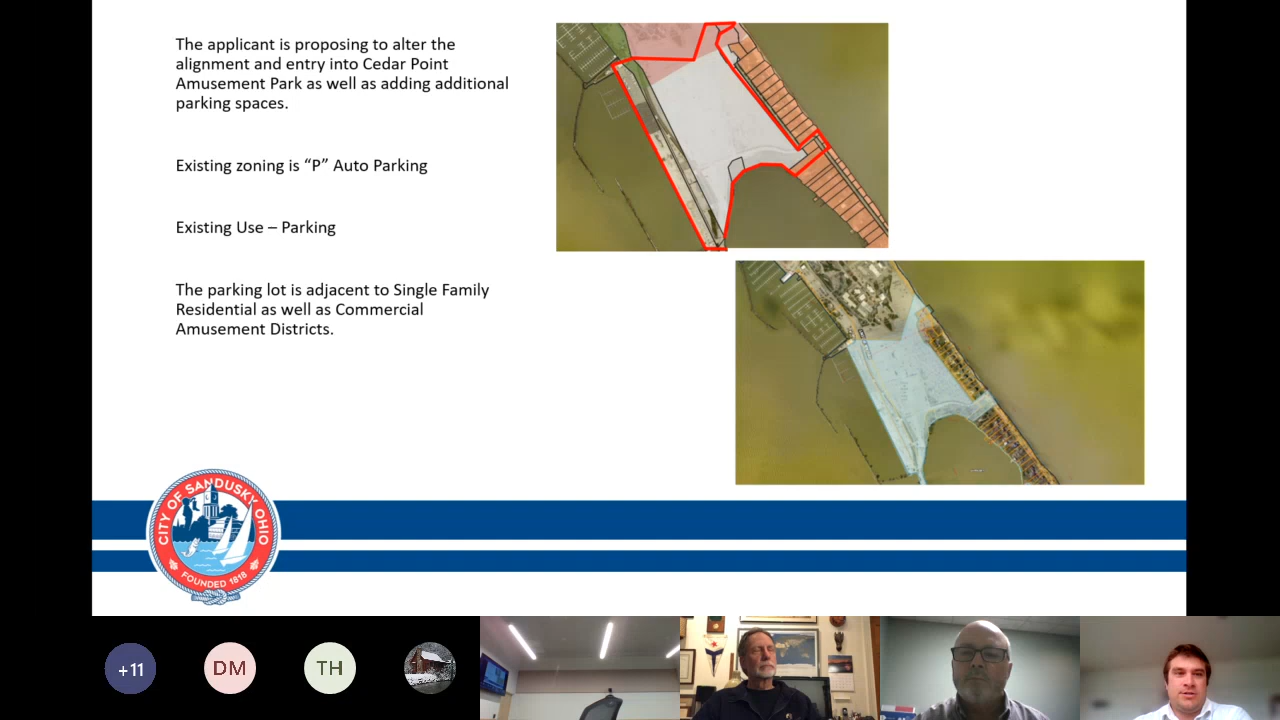 The applicant is proposing to alter the
alignment and entry into Cedar Point
Amusement Park as well as adding additional
parking spaces.
Existing zoning is “P” Auto Parking
Existing Use – Parking
The parking lot is adjacent to Single Family
Residential as well as Commercial
Amusement Districts.
CITY OF SANDUSKY, OHIO
FOUNDED 1818
+11
DM
TH